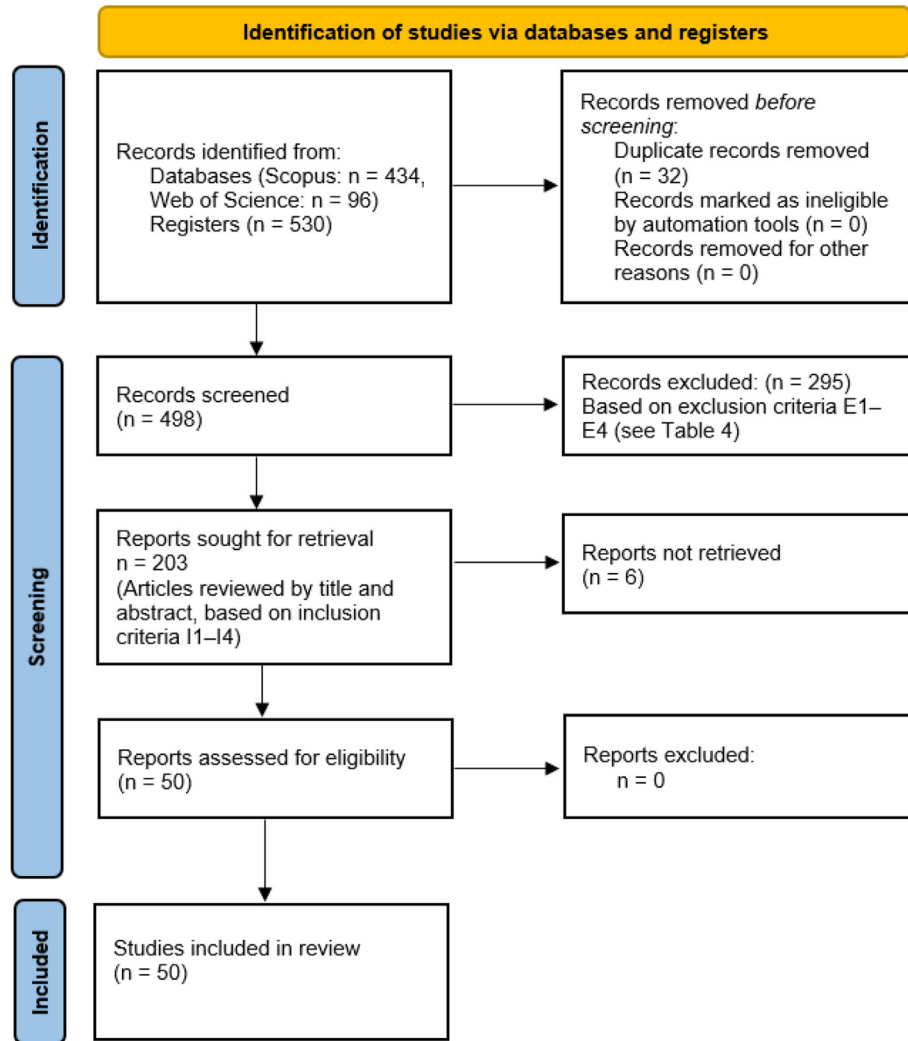 Identification of studies via databases and registers
Identification
Records identified from:
Databases (Scopus: n = 434,
Web of Science: n = 96)
Registers (n = 530)
Records removed before
screening:
Duplicate records removed
(n = 32)
Records marked as ineligible
by automation tools (n = 0)
Records removed for other
reasons (n = 0)
Screening
Records screened
(n = 498)
Records excluded: (n = 295)
Based on exclusion criteria E1–
E4 (see Table 4)
Reports sought for retrieval
n = 203
(Articles reviewed by title and
abstract, based on inclusion
criteria I1–I4)
Reports not retrieved
(n = 6)
Reports assessed for eligibility
(n = 50)
Reports excluded:
n = 0
Included
Studies included in review
(n = 50)